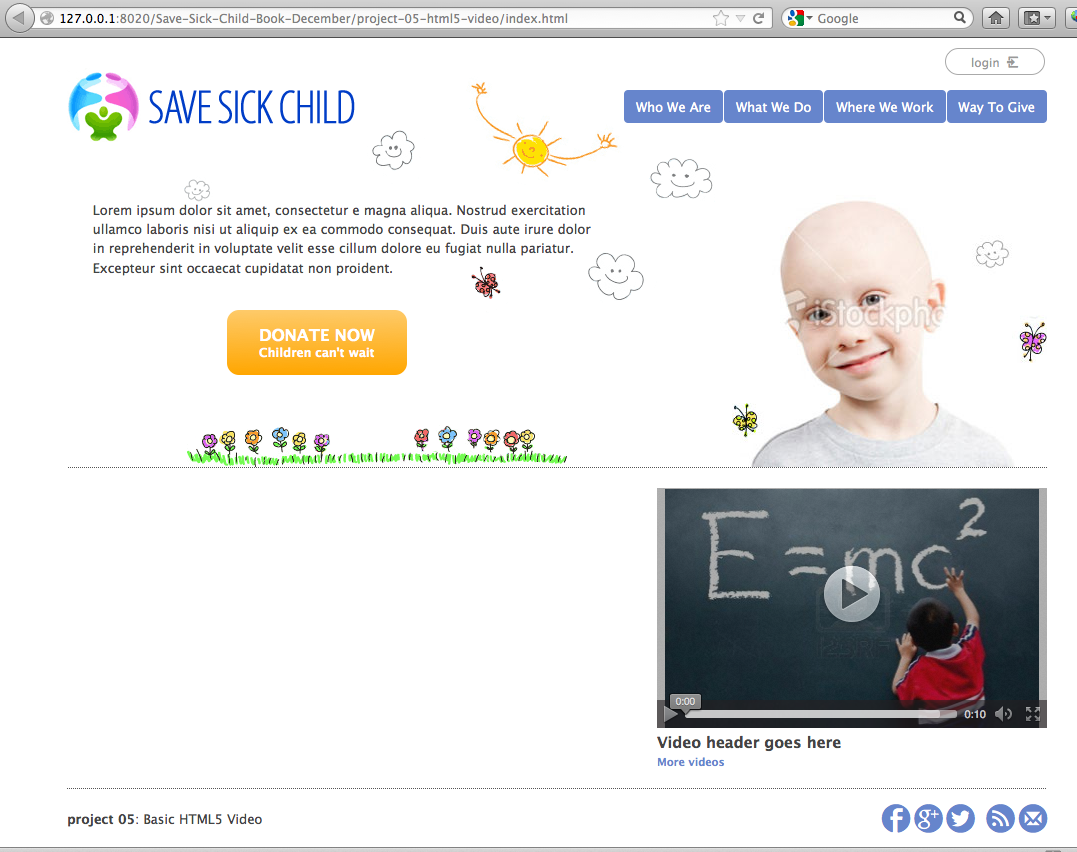 127.0.0.1:8020/Save-Sick-Child-Book-December/project-05-html5-video/index.html
Google
login
SAVE SICK CHILD
Who We Are
What We Do
Where We Work
Way To Give
Lorem ipsum dolor sit amet, consectetur e magna aliqua. Nostrud exercitation
ullamco laboris nisi ut aliquip ex ea commodo consequat. Duis aute irure dolor
in reprehenderit in voluptate velit esse cillum dolore eu fugiat nulla pariatur.
Excepteur sint occaecat cupidatat non proident.
iStockpho
DONATE NOW
Children can't wait
E=mc2
0:00
0:10
Video header goes here
More videos
project 05: Basic HTML5 Video